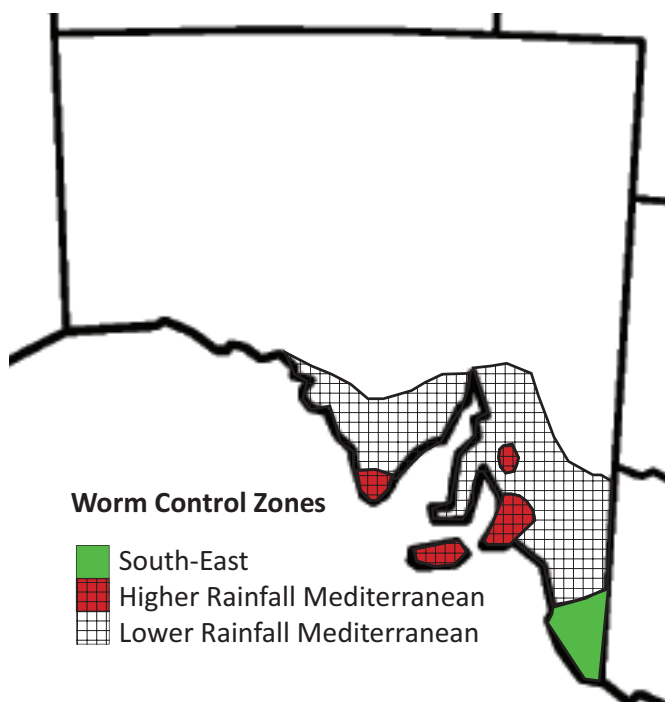 Worm Control Zones
South-East
Higher Rainfall Mediterranean
Lower Rainfall Mediterranean